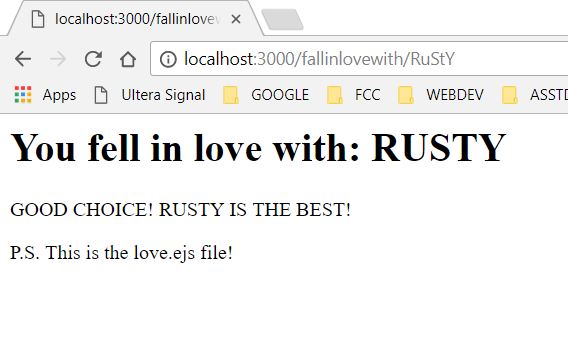 localhost:3000/fallinlovew
localhost:3000/fallinlovewith/RuStY
Apps Ultera Signal GOOGLE FCC WEBDEV ASSTD
You fell in love with: RUSTY
GOOD CHOICE! RUSTY IS THE BEST!
P.S. This is the love.ejs file!